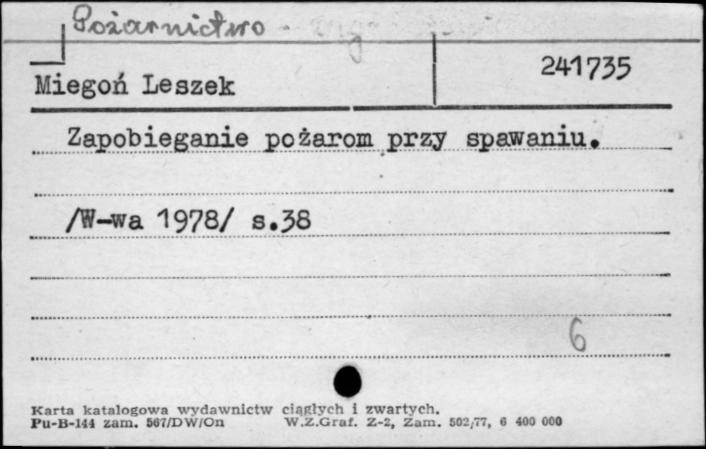 Pożarnictwo -
241735
Miegoń Leszek
Zapobieganie pożarom przy spawaniu.
/W-wa 1978/ s.38
6
Karta katalogowa wydawnictw ciągłych i zwartych.
Pu-B-144 zam. 567/DW/On W.Z.Graf. Z-2, Zam. 502/77, 6 400 000